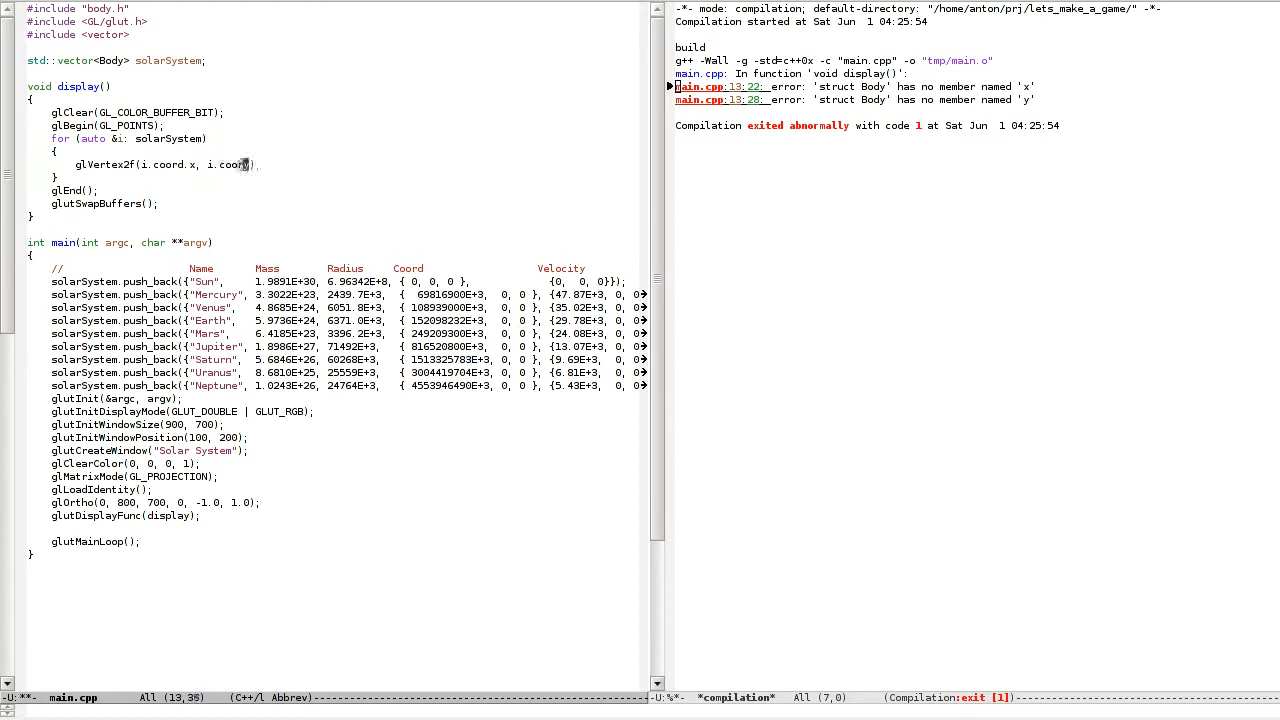 #include "body.h"
#include <GL/glut.h>
#include <vector>
std::vector<Body> solarSystem;
void display()
{
glClear(GL_COLOR_BUFFER_BIT);
glBegin(GL_POINTS);
for (auto &i: solarSystem)
{
glVertex2f(i.coord.x, i.coor
}
glEnd();
glutSwapBuffers();
}
int main(int argc, char **argv)
{
// Name Mass Radius Coord Velocity
solarSystem.push_back({"Sun", 1.9891E+30, 6.96342E+8, { 0, 0, 0 }, {0, 0, 0}});
solarSystem.push_back({"Mercury", 3.3022E+23, 2439.7E+3, { 69816900E+3, 0, 0 }, {47.87E+3, 0, 0
solarSystem.push_back({"Venus", 4.8685E+24, 6051.8E+3, { 108939000E+3, 0, 0 }, {35.02E+3, 0, 0
solarSystem.push_back({"Earth", 5.9736E+24, 6371.0E+3, { 152098232E+3, 0, 0 }, {29.78E+3, 0, 0
solarSystem.push_back({"Mars", 6.4185E+23, 3396.2E+3, { 249209300E+3, 0, 0 }, {24.08E+3, 0, 0
solarSystem.push_back({"Jupiter", 1.8986E+27, 71492E+3, { 816520800E+3, 0, 0 }, {13.07E+3, 0, 0
solarSystem.push_back({"Saturn", 5.6846E+26, 60268E+3, { 1513325783E+3, 0, 0 }, {9.69E+3, 0, 0
solarSystem.push_back({"Uranus", 8.6810E+25, 25559E+3, { 3004419704E+3, 0, 0 }, {6.81E+3, 0, 0
solarSystem.push_back({"Neptune", 1.0243E+26, 24764E+3, { 4553946490E+3, 0, 0 }, {5.43E+3, 0, 0
glutInit(&argc, argv);
glutInitDisplayMode(GLUT_DOUBLE | GLUT_RGB);
glutInitWindowSize(900, 700);
glutInitWindowPosition(100, 200);
glutCreateWindow("Solar System");
glClearColor(0, 0, 0, 1);
glMatrixMode(GL_PROJECTION);
glLoadIdentity();
glOrtho(0, 800, 700, 0, -1.0, 1.0);
glutDisplayFunc(display);
glutMainLoop();
}
-U:**- main.cpp All (13,35) (C++/l Abbrev)
-*- mode: compilation; default-directory: "/home/anton/prj/lets_make_a_game/" -*-
Compilation started at Sat Jun 1 04:25:54
build
g++ -Wall -g -std=c++0x -c "main.cpp" -o "tmp/main.o"
main.cpp: In function 'void display()':
main.cpp:13:22: error: 'struct Body' has no member named 'x'
main.cpp:13:28: error: 'struct Body' has no member named 'y'
Compilation exited abnormally with code 1 at Sat Jun 1 04:25:54
-U:%*- *compilation* All (7,0) (Compilation:exit [1])